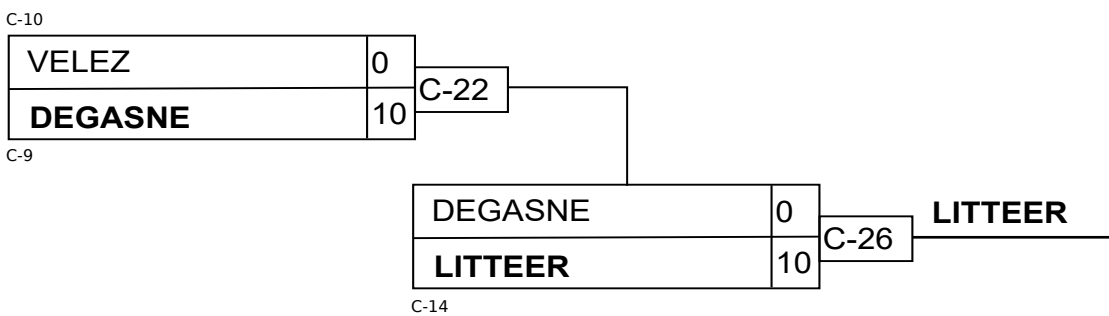 C-10
VELEZ 0
C-22
DEGASNE 10
C-9
DEGASNE 0
LITTEER
C-26
LITTEER 10
C-14